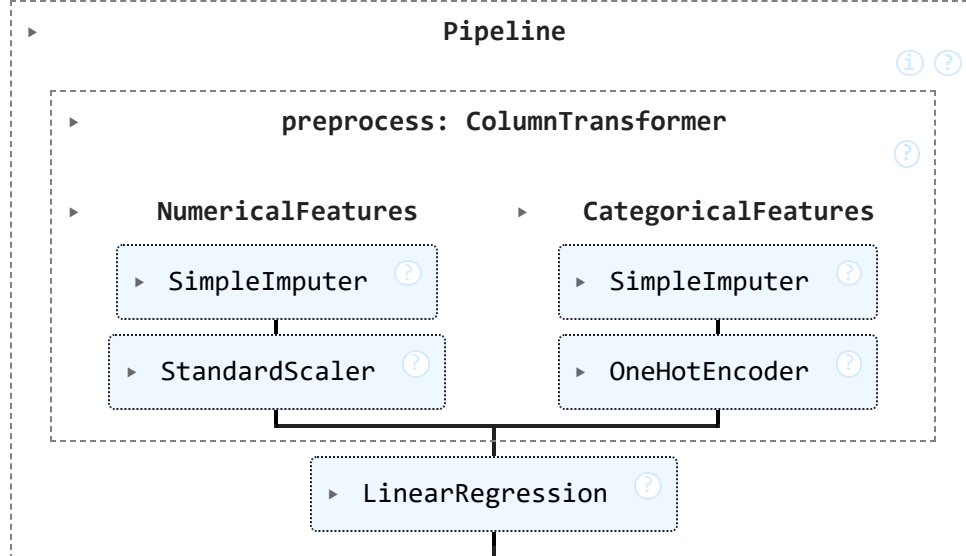 Pipeline
i ?
preprocess: ColumnTransformer
?
NumericalFeatures CategoricalFeatures
SimpleImputer ? SimpleImputer ?
StandardScaler ? OneHotEncoder ?
LinearRegression ?